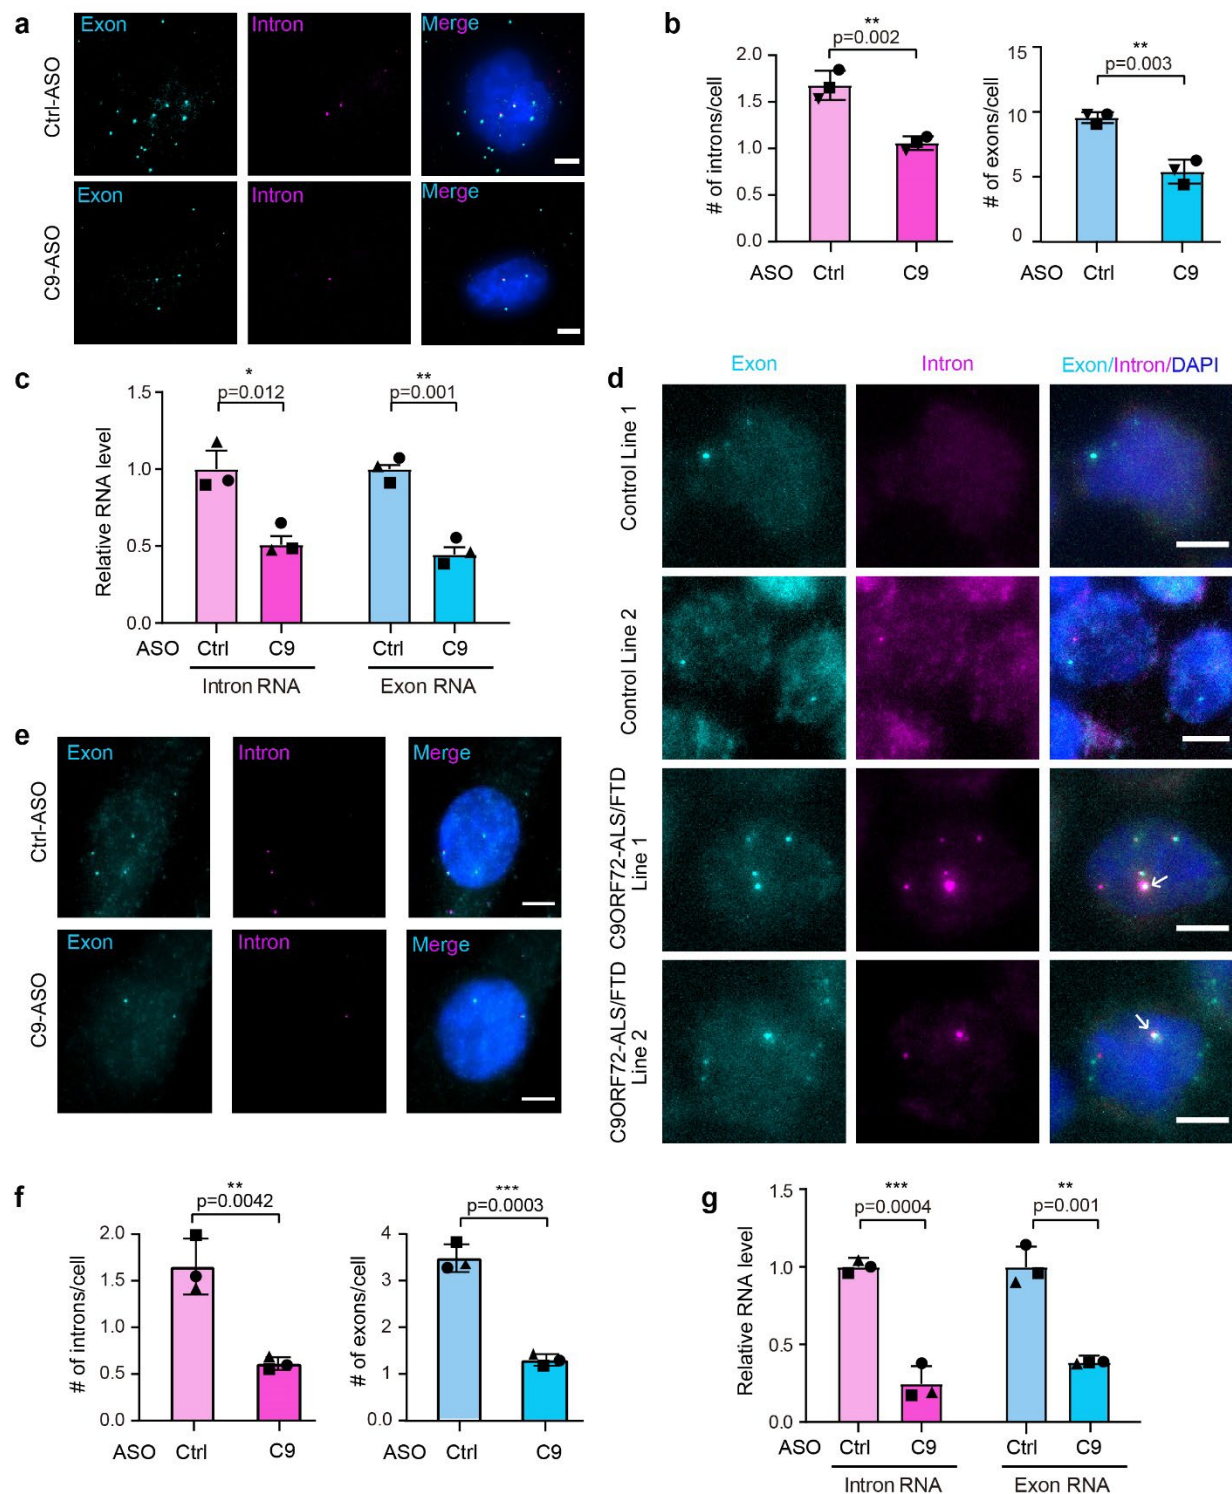 a
Exon
Intron
Merge
Ctrl-ASO
Exon
Intron
Merge
C9-ASO
b
**
p=0.002
2.0
1.5
1.0
0.5
0.0
# of introns/cell
ASO
Ctrl
C9
**
p=0.003
15
10
5
0
# of exons/cell
Ctrl
C9
c
*
p=0.012
**
p=0.001
1.5
1.0
0.5
0.0
Relative RNA level
ASO
Ctrl
C9
Ctrl
C9
Intron RNA
Exon RNA
d
Exon
Intron
Exon/Intron/DAPI
Control Line 1
Control Line 2
C9ORF72-ALS/FTD
Line 1
C9ORF72-ALS/FTD
Line 2
e
Exon
Intron
Merge
Ctrl-ASO
Exon
Intron
Merge
C9-ASO
f
**
p=0.0042
2.0
1.5
1.0
0.5
0.0
# of introns/cell
ASO
Ctrl
C9
***
p=0.0003
4
3
2
1
0.0
# of exons/cell
ASO
Ctrl
C9
g
***
p=0.0004
**
p=0.001
1.5
1.0
0.5
0.0
Relative RNA level
ASO
Ctrl
C9
Ctrl
C9
Intron RNA
Exon RNA